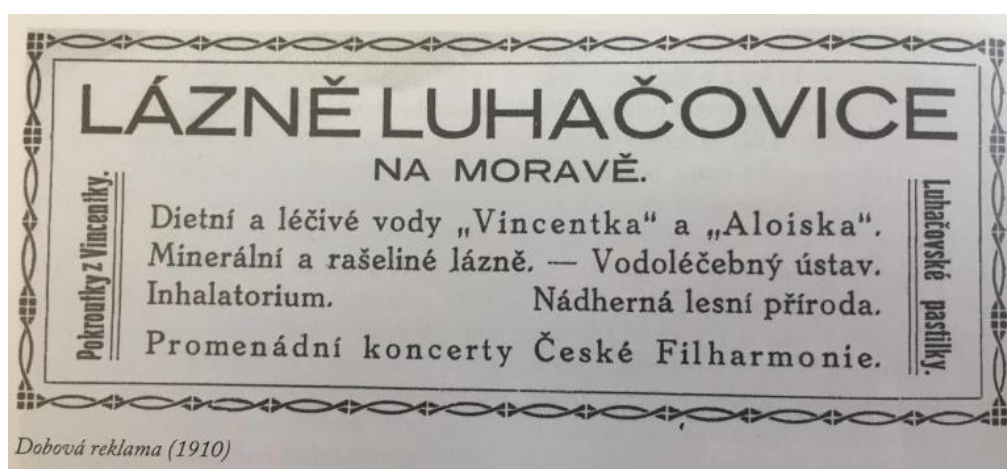 LÁZNĚ LUHAČOVICE
NA MORAVĚ.
Pokroutky z Vincentky.
Dietní a léčivé vody „Vincentka“ a „Aloiska“.
Minerální a rašeliné lázně. — Vodoléčebný ústav.
Inhalatorium. Nádherná lesní příroda.
Promenádní koncerty České Filharmonie.
Luhačovské pastilky.
Dobová reklama (1910)